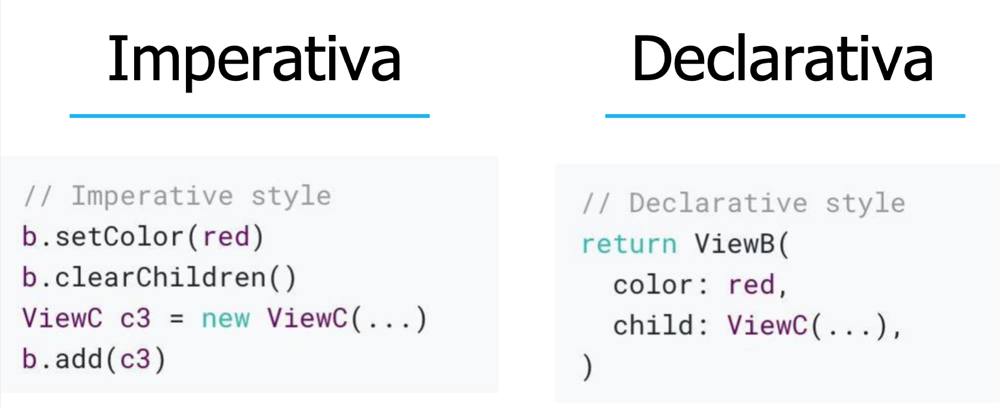 Imperativa
// Imperative style
b.setColor(red)
b.clearChildren()
ViewC c3 = new ViewC(...)
b.add(c3)
Declarativa
// Declarative style
return ViewB(
  color: red,
  child: ViewC(...),
)